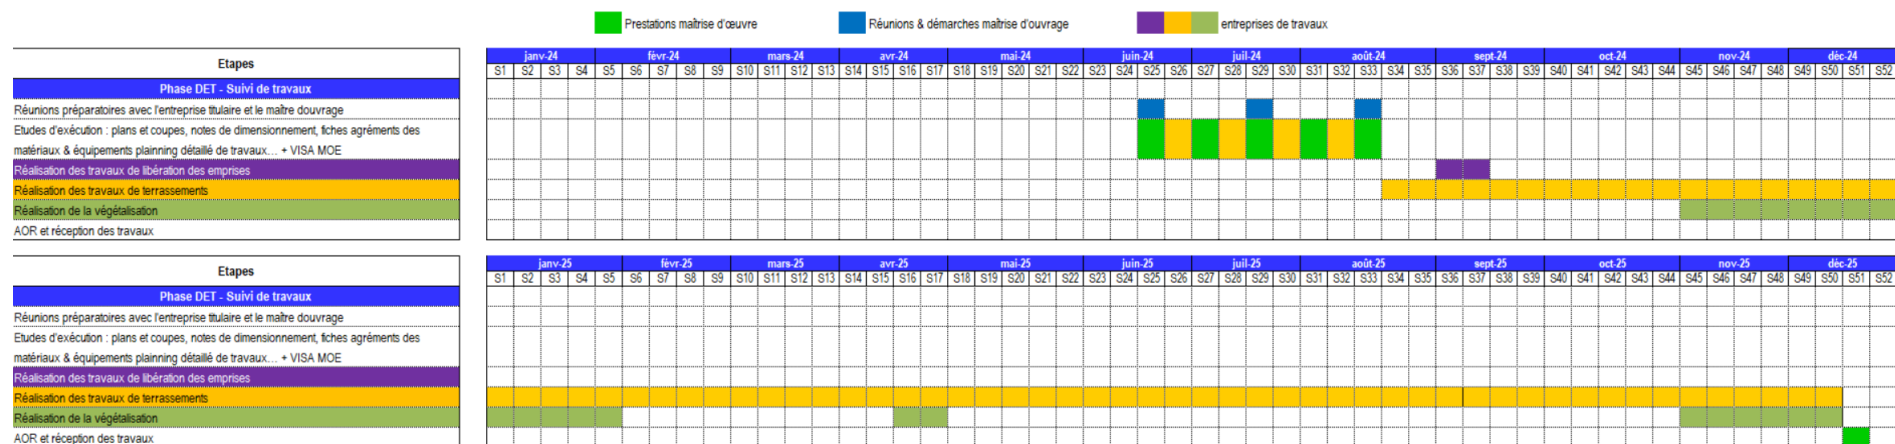 Prestations maîtrise d'œuvre Réunions & démarches maîtrise d'ouvrage entreprises de travaux
Etapes
janv-24 févr-24 mars-24 avr-24 mai-24 juin-24 juil-24 août-24 sept-24 oct-24 nov-24 déc-24
S1 S2 S3 S4 S5 S6 S7 S8 S9 S10 S11 S12 S13 S14 S15 S16 S17 S18 S19 S20 S21 S22 S23 S24 S25 S26 S27 S28 S29 S30 S31 S32 S33 S34 S35 S36 S37 S38 S39 S40 S41 S42 S43 S44 S45 S46 S47 S48 S49 S50 S51 S52
Phase DET - Suivi de travaux
Réunions préparatoires avec l'entreprise titulaire et le maître douvrage
Etudes d'exécution : plans et coupes, notes de dimensionnement, fiches agréments des
matériaux & équipements plainning détaillé de travaux… + VISA MOE
Réalisation des travaux de libération des emprises
Réalisation des travaux de terrassements
Réalisation de la végétalisation
AOR et réception des travaux
Etapes
janv-25 févr-25 mars-25 avr-25 mai-25 juin-25 juil-25 août-25 sept-25 oct-25 nov-25 déc-25
S1 S2 S3 S4 S5 S6 S7 S8 S9 S10 S11 S12 S13 S14 S15 S16 S17 S18 S19 S20 S21 S22 S23 S24 S25 S26 S27 S28 S29 S30 S31 S32 S33 S34 S35 S36 S37 S38 S39 S40 S41 S42 S43 S44 S45 S46 S47 S48 S49 S50 S51 S52
Phase DET - Suivi de travaux
Réunions préparatoires avec l'entreprise titulaire et le maître douvrage
Etudes d'exécution : plans et coupes, notes de dimensionnement, fiches agréments des
matériaux & équipements plainning détaillé de travaux… + VISA MOE
Réalisation des travaux de libération des emprises
Réalisation des travaux de terrassements
Réalisation de la végétalisation
AOR et réception des travaux